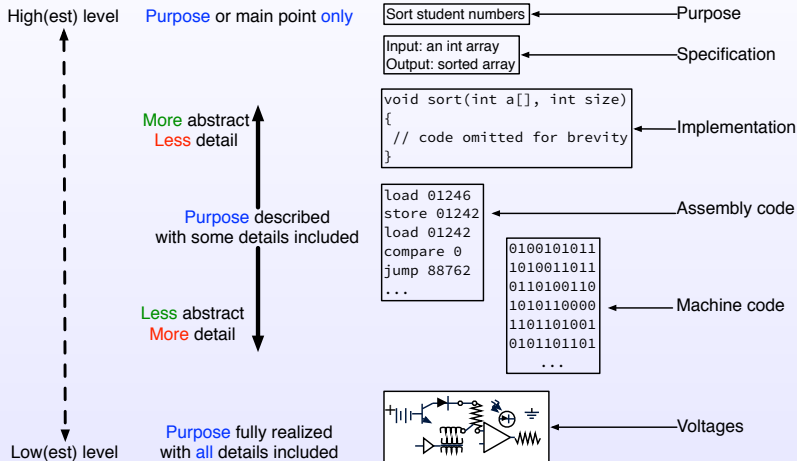 High(est) level
Purpose or main point only
Sort student numbers
Purpose
Input: an int array
Output: sorted array
Specification
More abstract
Less detail
void sort(int a[], int size)
{
// code omitted for brevity
}
Implementation
Purpose described
with some details included
load 01246
store 01242
load 01242
compare 0
jump 88762
...
Assembly code
Less abstract
More detail
0100101011
1010011011
0110100110
1010110000
1101101001
0101101101
...
Machine code
Low(est) level
Purpose fully realized
with all details included
Voltages